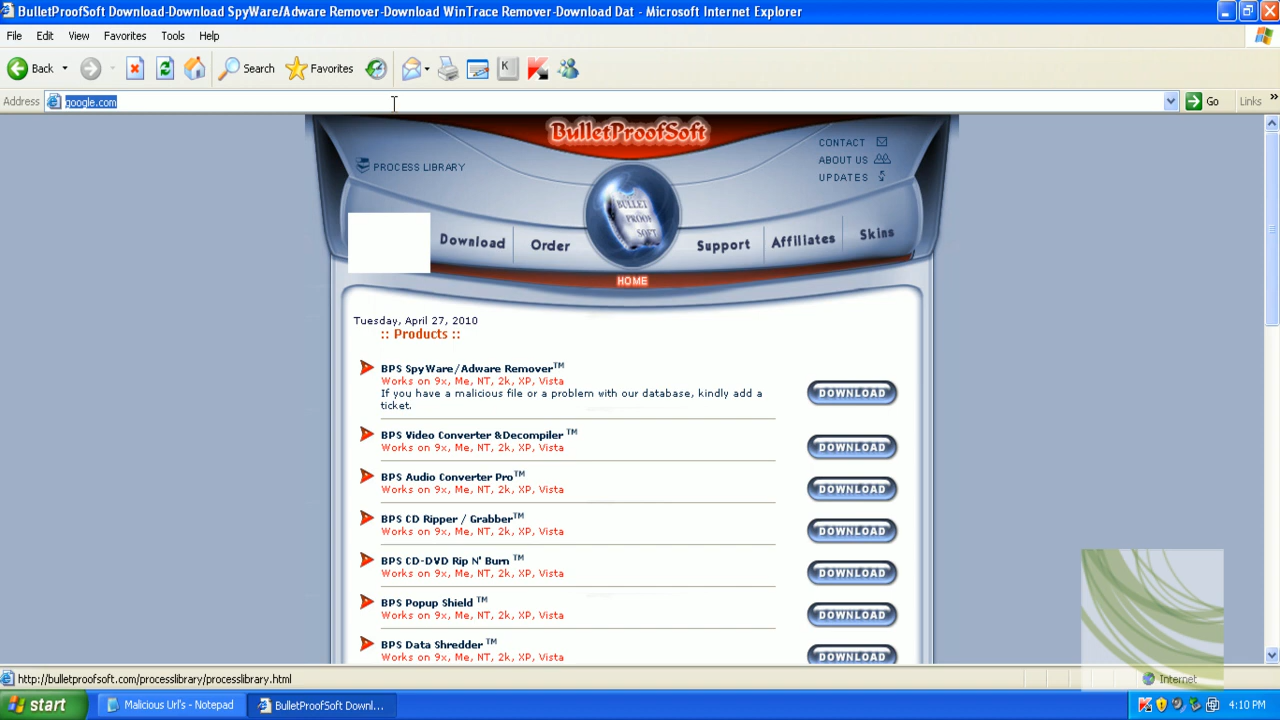 BulletProofSoft Download-Download SpyWare/Adware Remover-Download WinTrace Remover-Download Dat - Microsoft Internet Explorer
File Edit View Favorites Tools Help
Back Search Favorites K
Address google.com Go Links »
BulletProofSoft
CONTACT
PROCESS LIBRARY
ABOUT US
UPDATES
BULLET
PROOF
SOFT
Download Order Support Affiliates Skins
HOME
Tuesday, April 27, 2010
:: Products ::
BPS SpyWare/Adware Remover™
Works on 9x, Me, NT, 2k, XP, Vista
If you have a malicious file or a problem with our database, kindly add a
ticket.
DOWNLOAD
BPS Video Converter &Decompiler ™
Works on 9x, Me, NT, 2k, XP, Vista
DOWNLOAD
BPS Audio Converter Pro™
Works on 9x, Me, NT, 2k, XP, Vista
DOWNLOAD
BPS CD Ripper / Grabber™
Works on 9x, Me, NT, 2k, XP, Vista
DOWNLOAD
BPS CD-DVD Rip N' Burn ™
Works on 9x, Me, NT, 2k, XP, Vista
DOWNLOAD
BPS Popup Shield ™
Works on 9x, Me, NT, 2k, XP, Vista
DOWNLOAD
BPS Data Shredder ™
Works on 9x, Me, NT, 2k, XP, Vista
DOWNLOAD
http://bulletproofsoft.com/processlibrary/processlibrary.html Internet
start Malicious Url's - Notepad BulletProofSoft Downl... 4:10 PM